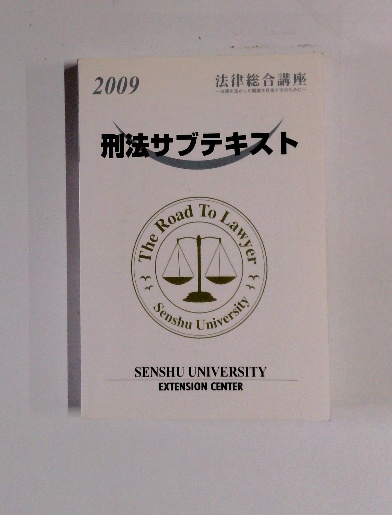 2009
法律総合講座
刑法サブテキスト
The Road To Lawyer
Senshu University
SENSHU UNIVERSITY
EXTENSION CENTER